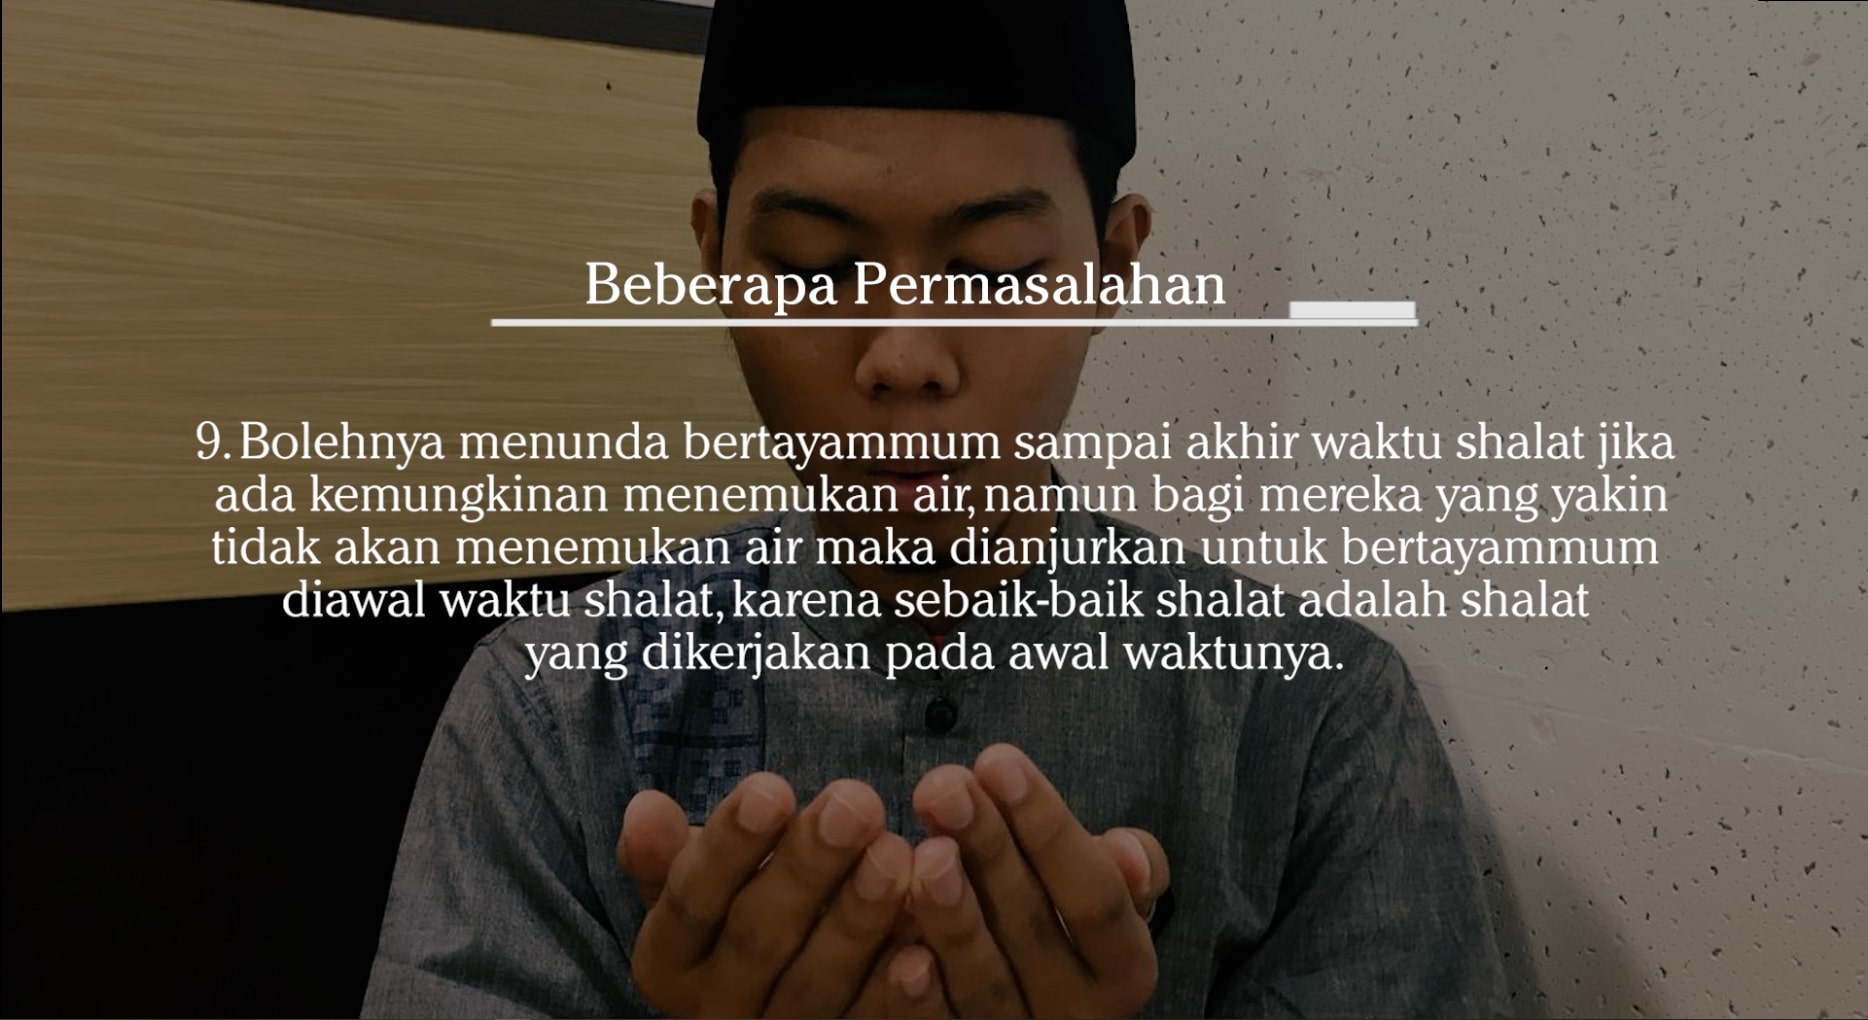 Beberapa Permasalahan
9. Bolehnya menunda bertayammum sampai akhir waktu shalat jika
ada kemungkinan menemukan air, namun bagi mereka yang yakin
tidak akan menemukan air maka dianjurkan untuk bertayammum
diawal waktu shalat, karena sebaik-baik shalat adalah shalat
yang dikerjakan pada awal waktunya.